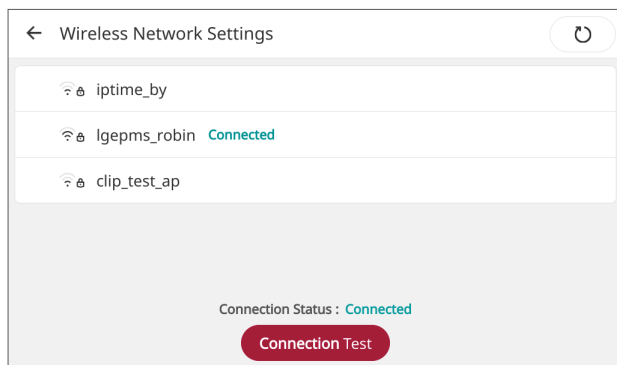 Wireless Network Settings
iptime_by
lgepms_robin Connected
clip_test_ap
Connection Status : Connected
Connection Test